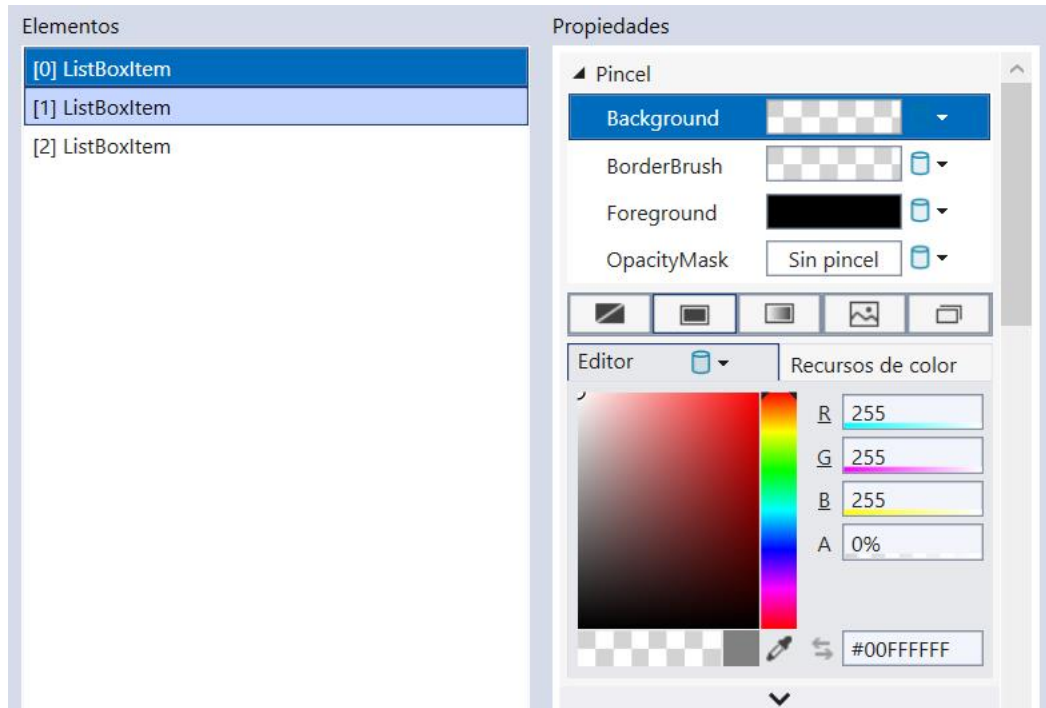 Elementos
[0] ListBoxItem
[1] ListBoxItem
[2] ListBoxItem
Propiedades
Pincel
Background
BorderBrush
Foreground
OpacityMask Sin pincel
Editor Recursos de color
R 255
G 255
B 255
A 0%
#00FFFFFF